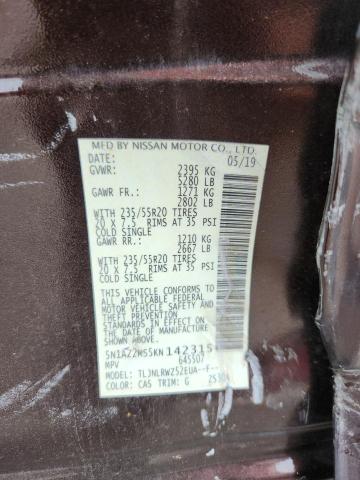 MFD BY NISSAN MOTOR CO., LTD.
DATE: 05/19
GVWR: 2395 KG
5280 LB
GAWR FR.: 1271 KG
2802 LB
WITH 235/55R20 TIRES
20 X 7.5 RIMS AT 35 PSI
COLD SINGLE
GAWR RR.: 1210 KG
2667 LB
WITH 235/55R20 TIRES
20 X 7.5 RIMS AT 35 PSI
COLD SINGLE
THIS VEHICLE CONFORMS TO ALL
APPLICABLE U.S. FEDERAL MOTOR
VEHICLE SAFETY
STANDARDS IN EFFECT ON THE
DATE OF MANUFACTURE
SHOWN ABOVE.
5N1AZ2MS5KN142315
MPV 645507
MODEL: TLJNLRWZ52EUA--F--
COLOR: CAS TRIM: G